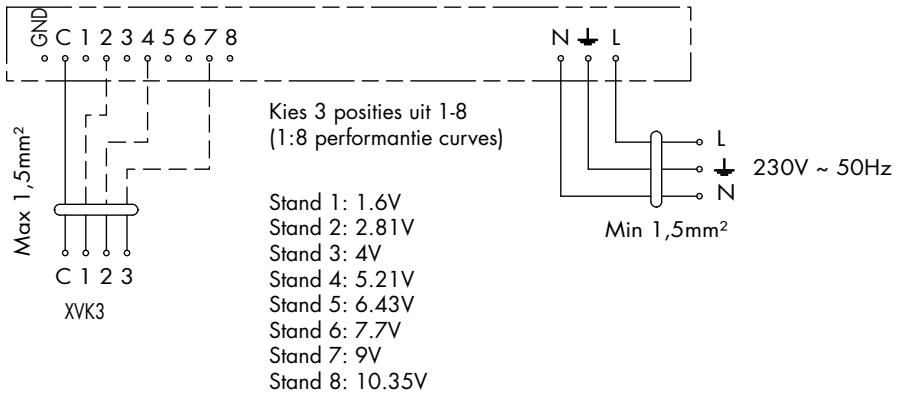 GND C 1 2 3 4 5 6 7 8 N L
Kies 3 posities uit 1-8
(1:8 performantie curves)
L
230V ~ 50Hz
N
Min 1,5mm²
Max 1,5mm²
C 1 2 3
XVK3
Stand 1: 1.6V
Stand 2: 2.81V
Stand 3: 4V
Stand 4: 5.21V
Stand 5: 6.43V
Stand 6: 7.7V
Stand 7: 9V
Stand 8: 10.35V